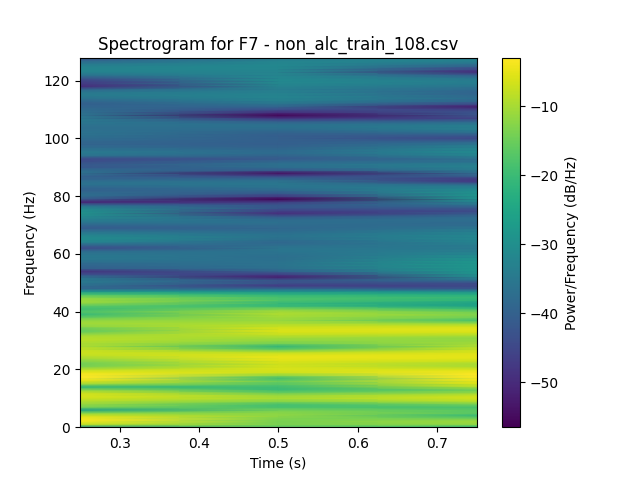 Spectrogram for F7 - non_alc_train_108.csv
120
100
80
60
40
20
0
Frequency (Hz)
0.3 0.4 0.5 0.6 0.7
Time (s)
−10
−20
−30
−40
−50
Power/Frequency (dB/Hz)